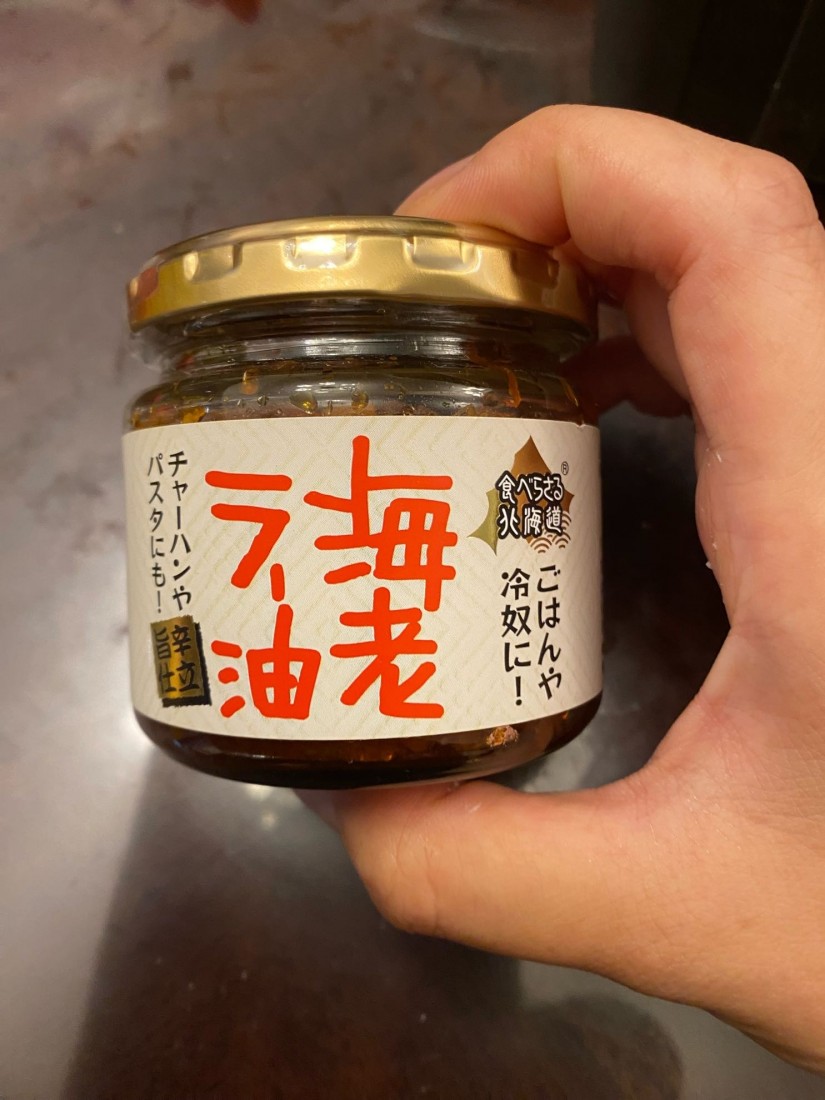 食べらさる
北海道
®
ごはんや
冷奴に!
海老
ラー油
チャーハンや
パスタにも!
旨辛
仕立